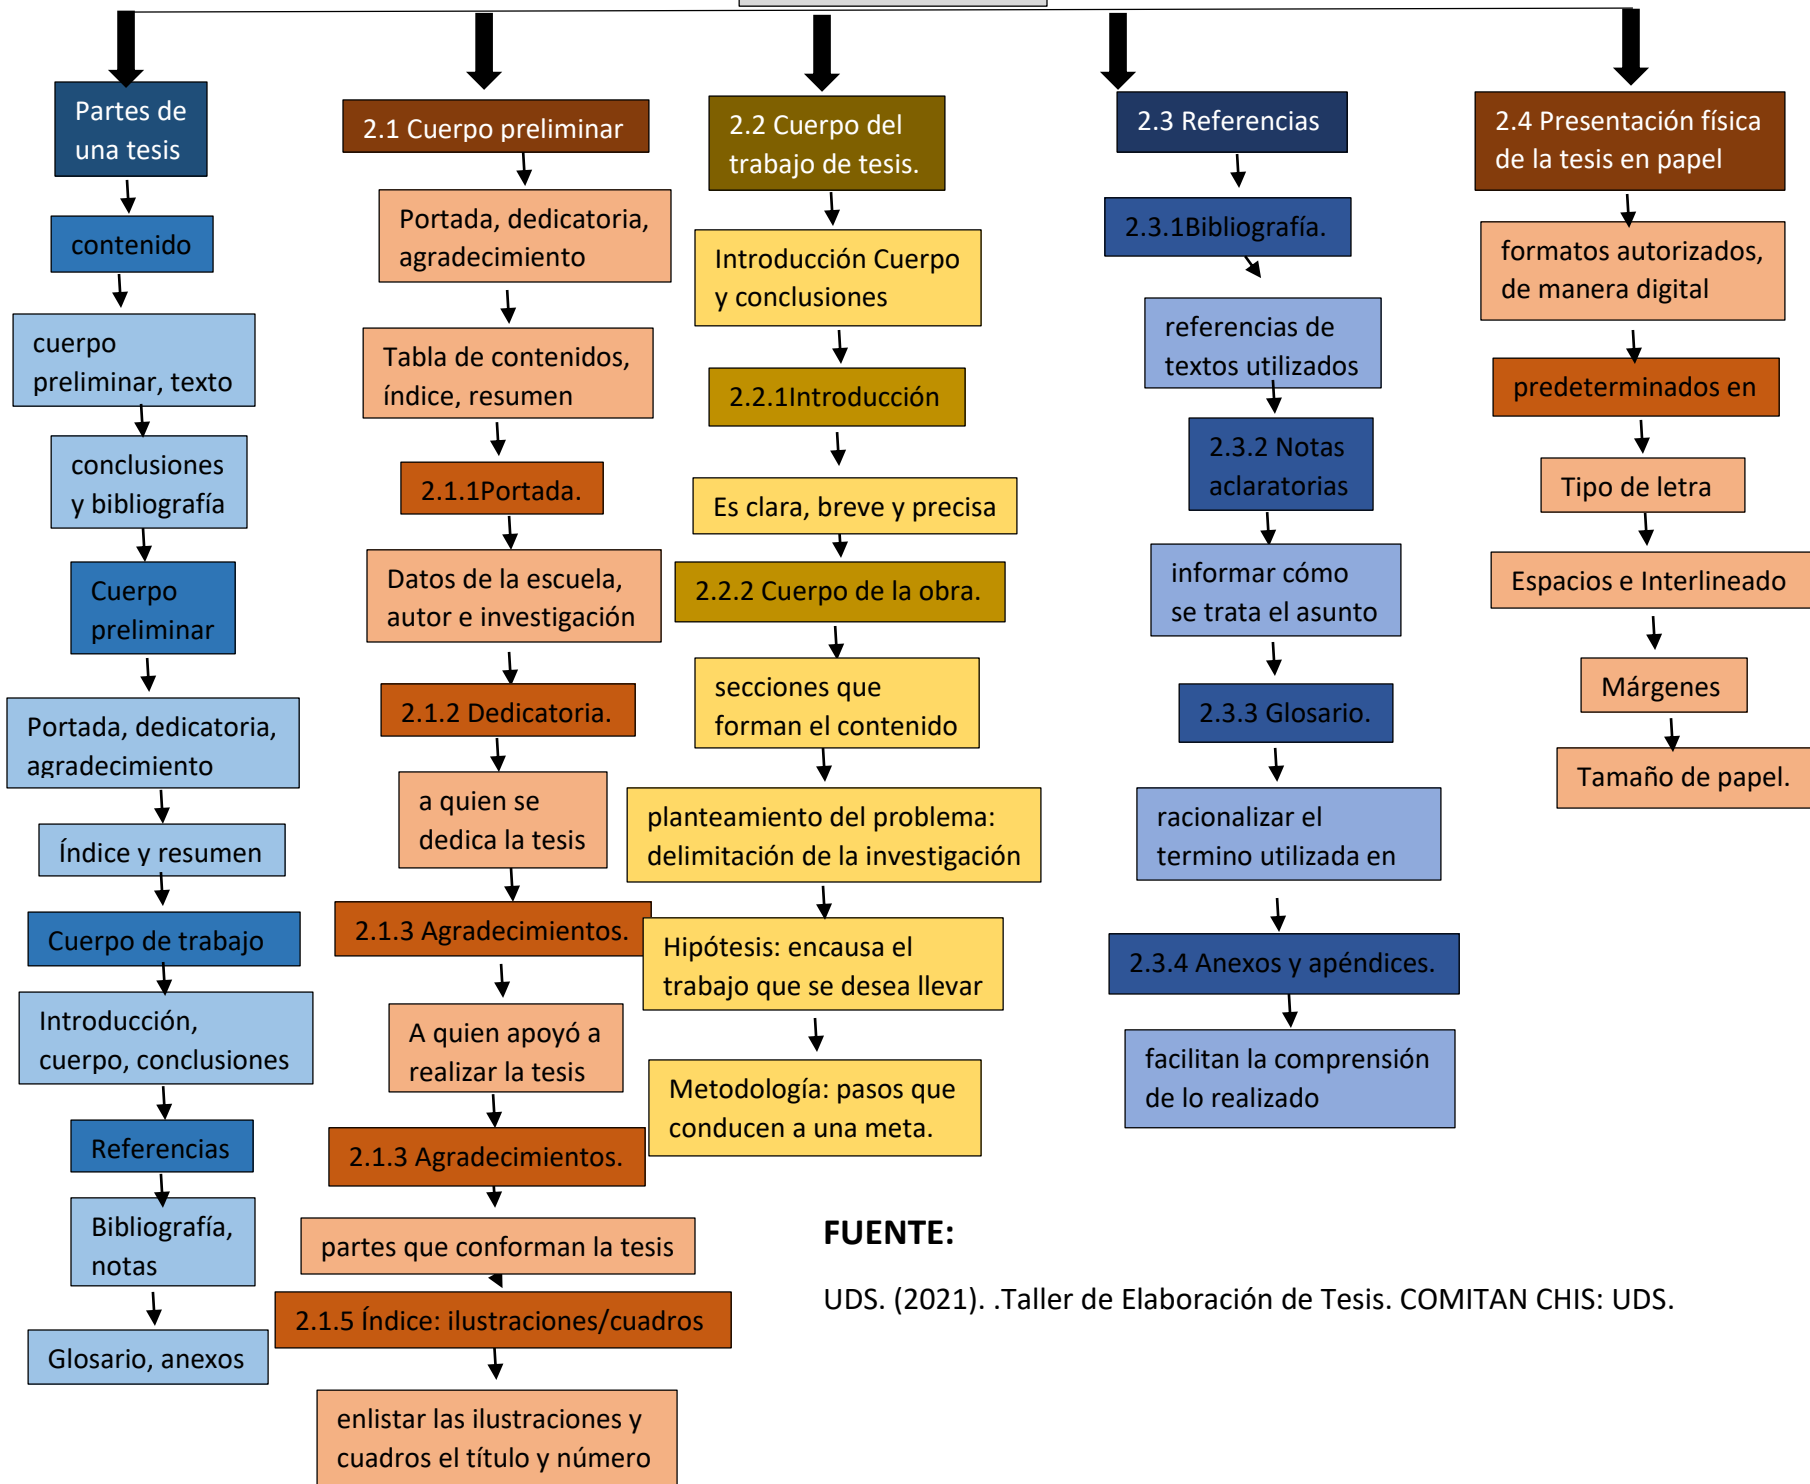 Partes de
una tesis
contenido
cuerpo
preliminar, texto
conclusiones
y bibliografía
Cuerpo
preliminar
Portada, dedicatoria,
agradecimiento
Índice y resumen
Cuerpo de trabajo
Introducción,
cuerpo, conclusiones
Referencias
Bibliografía,
notas
Glosario, anexos
2.1 Cuerpo preliminar
Portada, dedicatoria,
agradecimiento
Tabla de contenidos,
índice, resumen
2.1.1Portada.
Datos de la escuela,
autor e investigación
2.1.2 Dedicatoria.
a quien se
dedica la tesis
2.1.3 Agradecimientos.
A quien apoyó a
realizar la tesis
2.1.3 Agradecimientos.
partes que conforman la tesis
2.1.5 Índice: ilustraciones/cuadros
enlistar las ilustraciones y
cuadros el título y número
2.2 Cuerpo del
trabajo de tesis.
Introducción Cuerpo
y conclusiones
2.2.1Introducción
Es clara, breve y precisa
2.2.2 Cuerpo de la obra.
secciones que
forman el contenido
planteamiento del problema:
delimitación de la investigación
Hipótesis: encausa el
trabajo que se desea llevar
Metodología: pasos que
conducen a una meta.
2.3 Referencias
2.3.1Bibliografía.
referencias de
textos utilizados
2.3.2 Notas
aclaratorias
informar cómo
se trata el asunto
2.3.3 Glosario.
racionalizar el
termino utilizada en
2.3.4 Anexos y apéndices.
facilitan la comprensión
de lo realizado
2.4 Presentación física
de la tesis en papel
formatos autorizados,
de manera digital
predeterminados en
Tipo de letra
Espacios e Interlineado
Márgenes
Tamaño de papel.
FUENTE:
UDS. (2021). .Taller de Elaboración de Tesis. COMITAN CHIS: UDS.